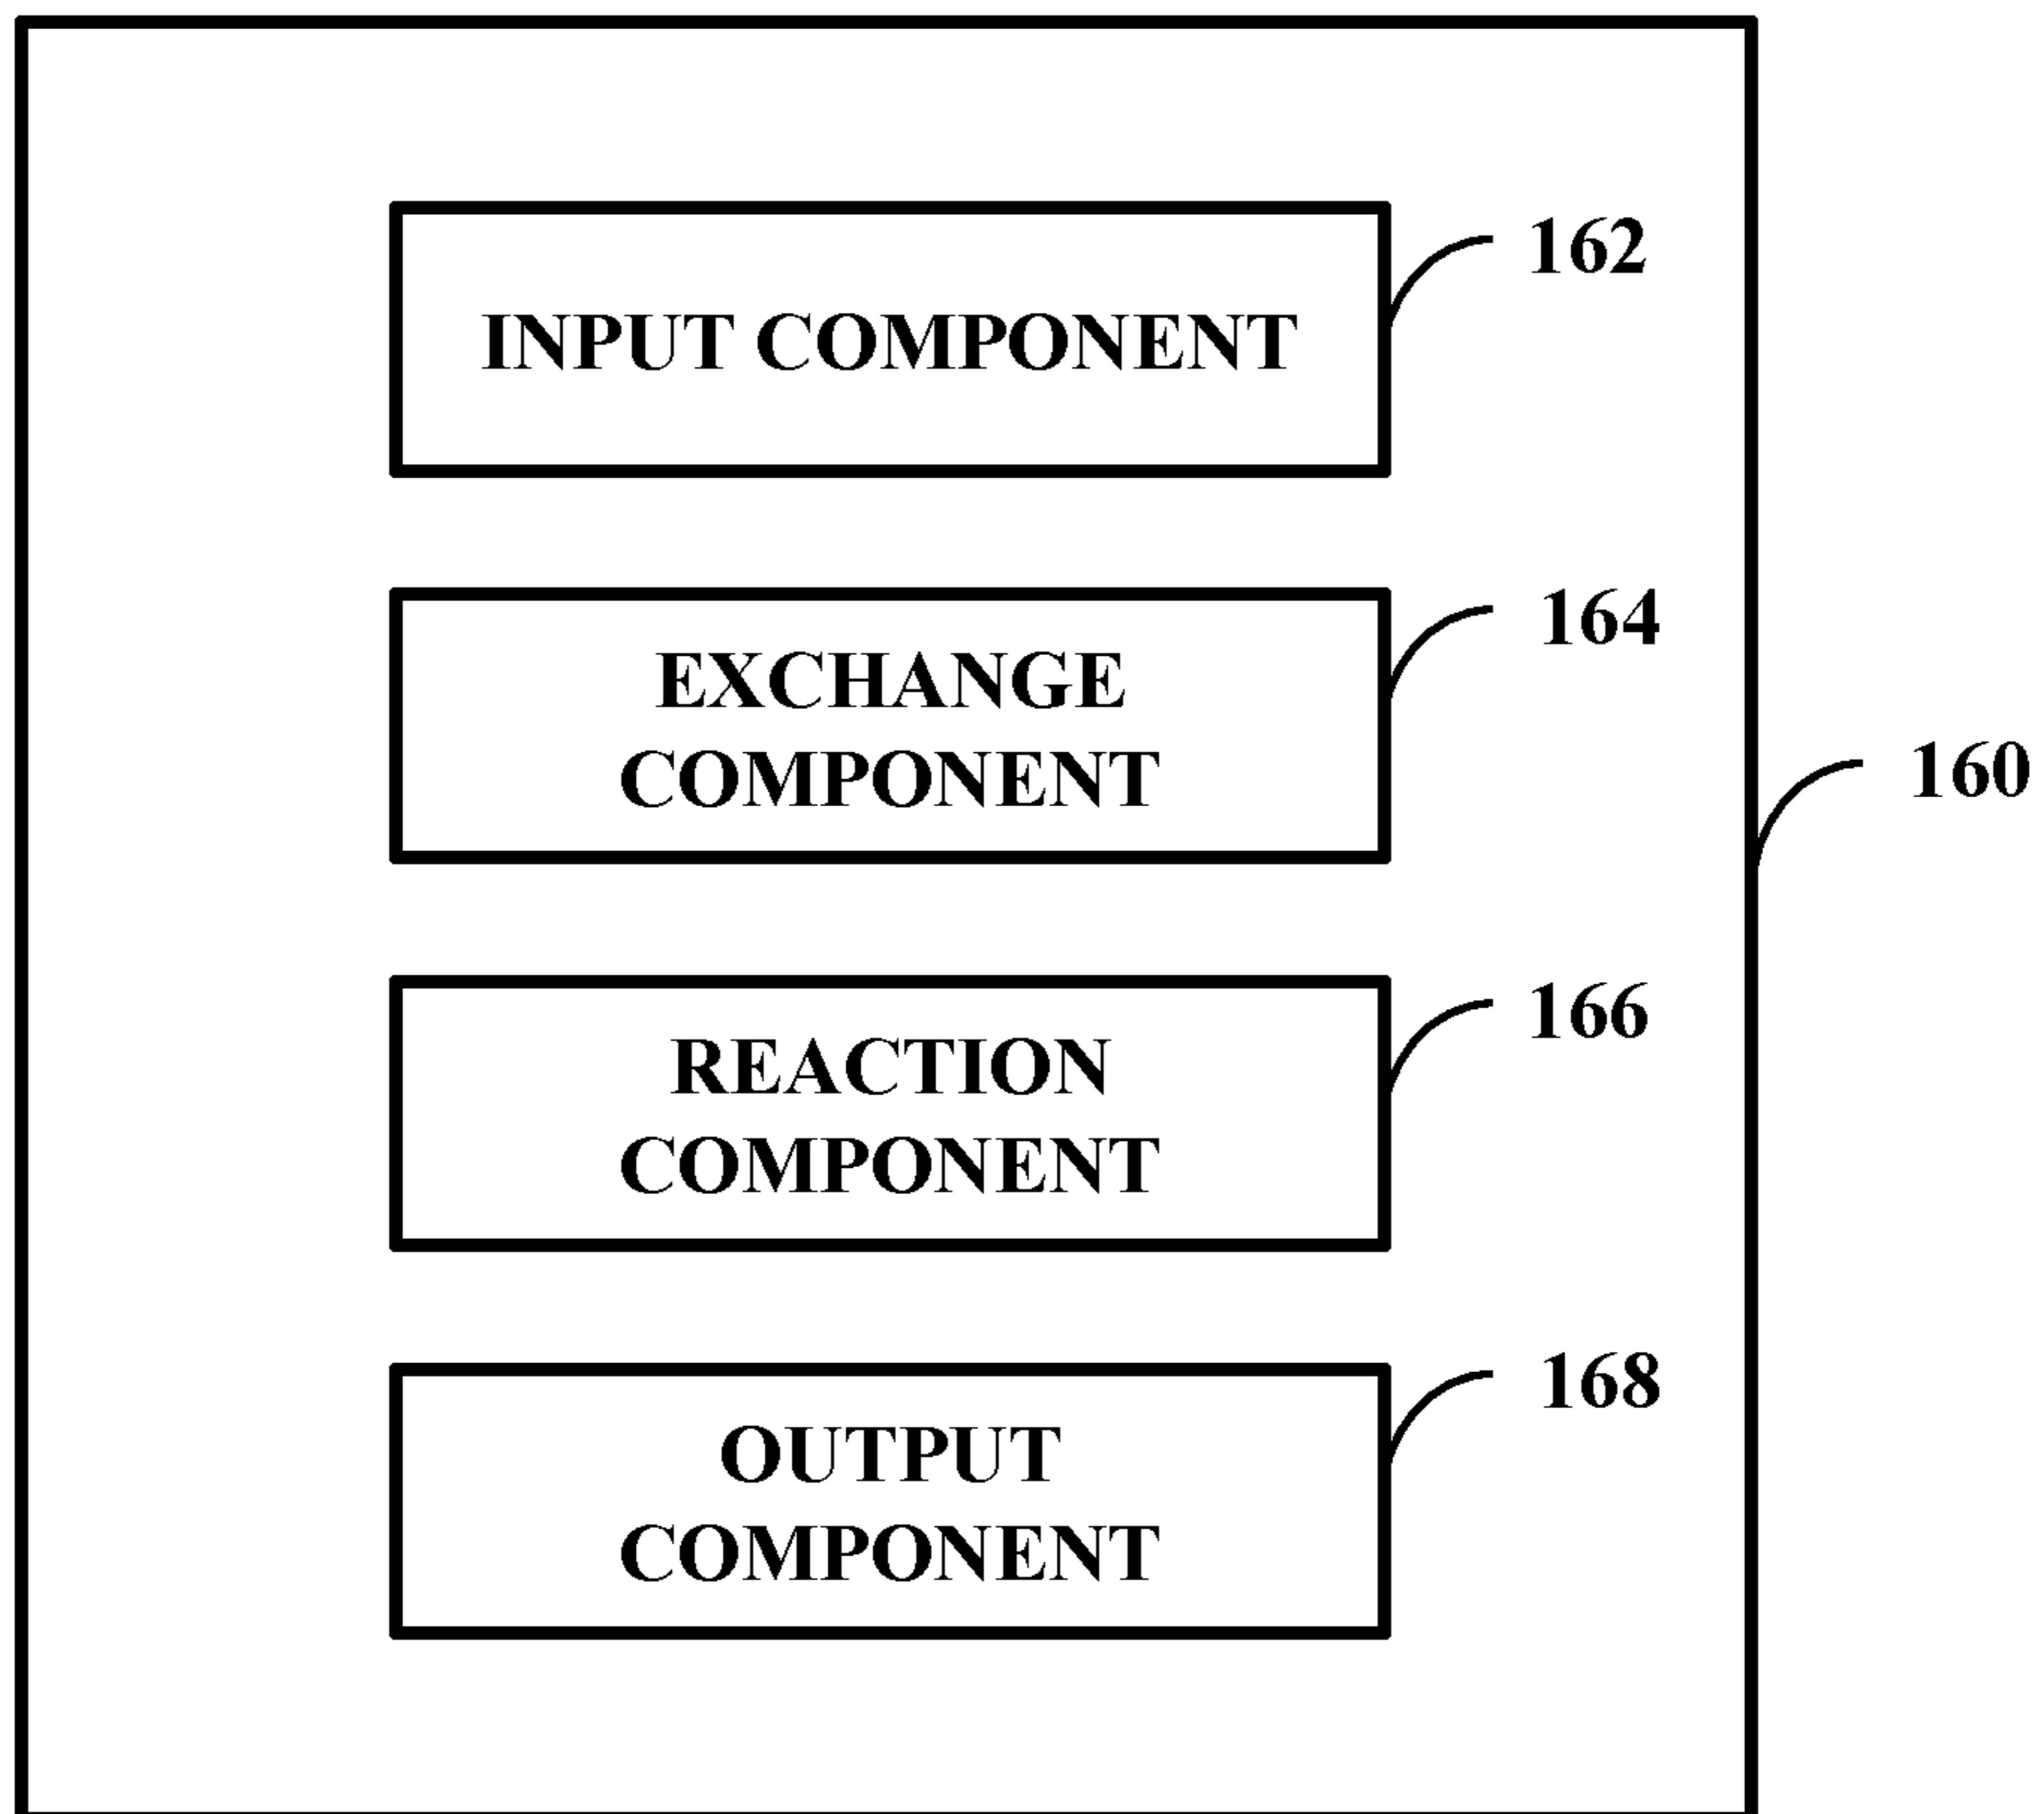 162
INPUT COMPONENT
164
EXCHANGE
COMPONENT
160
166
REACTION
COMPONENT
168
OUTPUT
COMPONENT